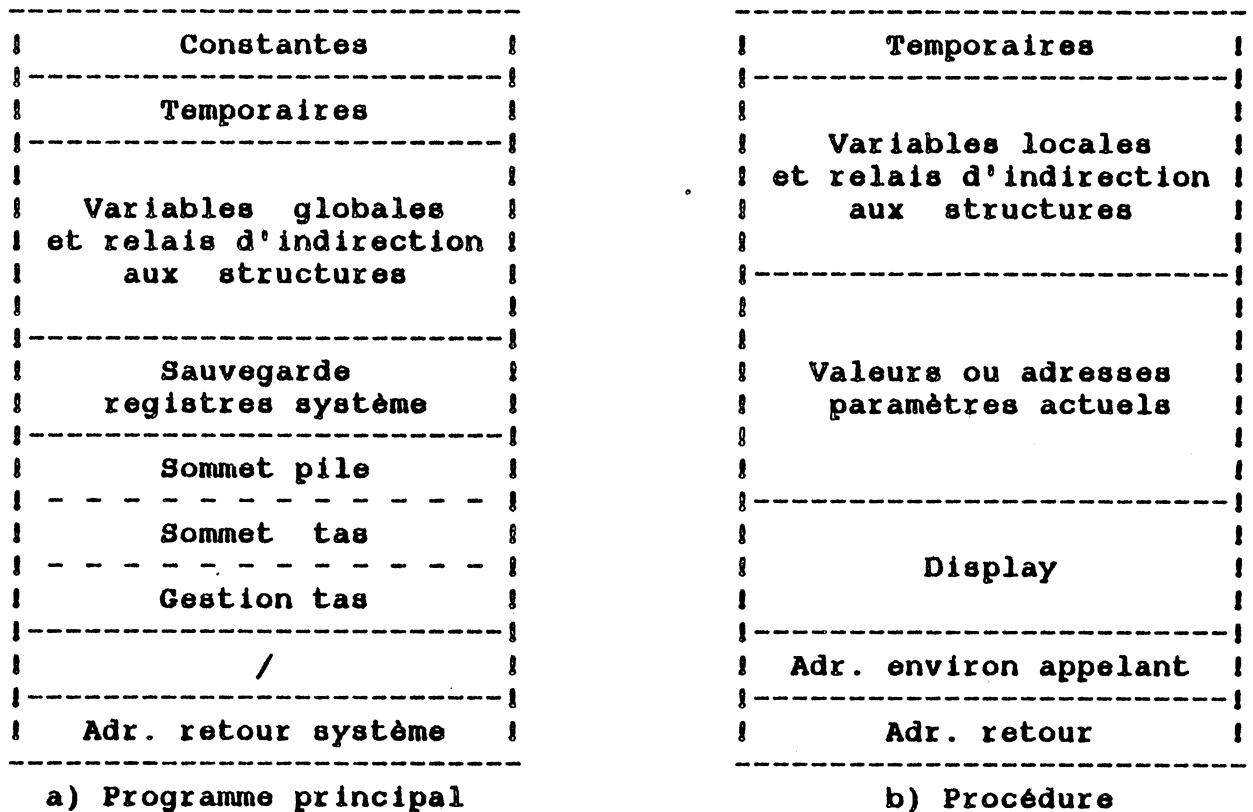 Constantes
Temporaires
Variables globales
et relais d'indirection
aux structures
Sauvegarde
registres système
Sommet pile
Sommet tas
Gestion tas
/
Adr. retour système
a) Programme principal
Temporaires
Variables locales
et relais d'indirection
aux structures
Valeurs ou adresses
paramètres actuels
Display
Adr. environ appelant
Adr. retour
b) Procédure